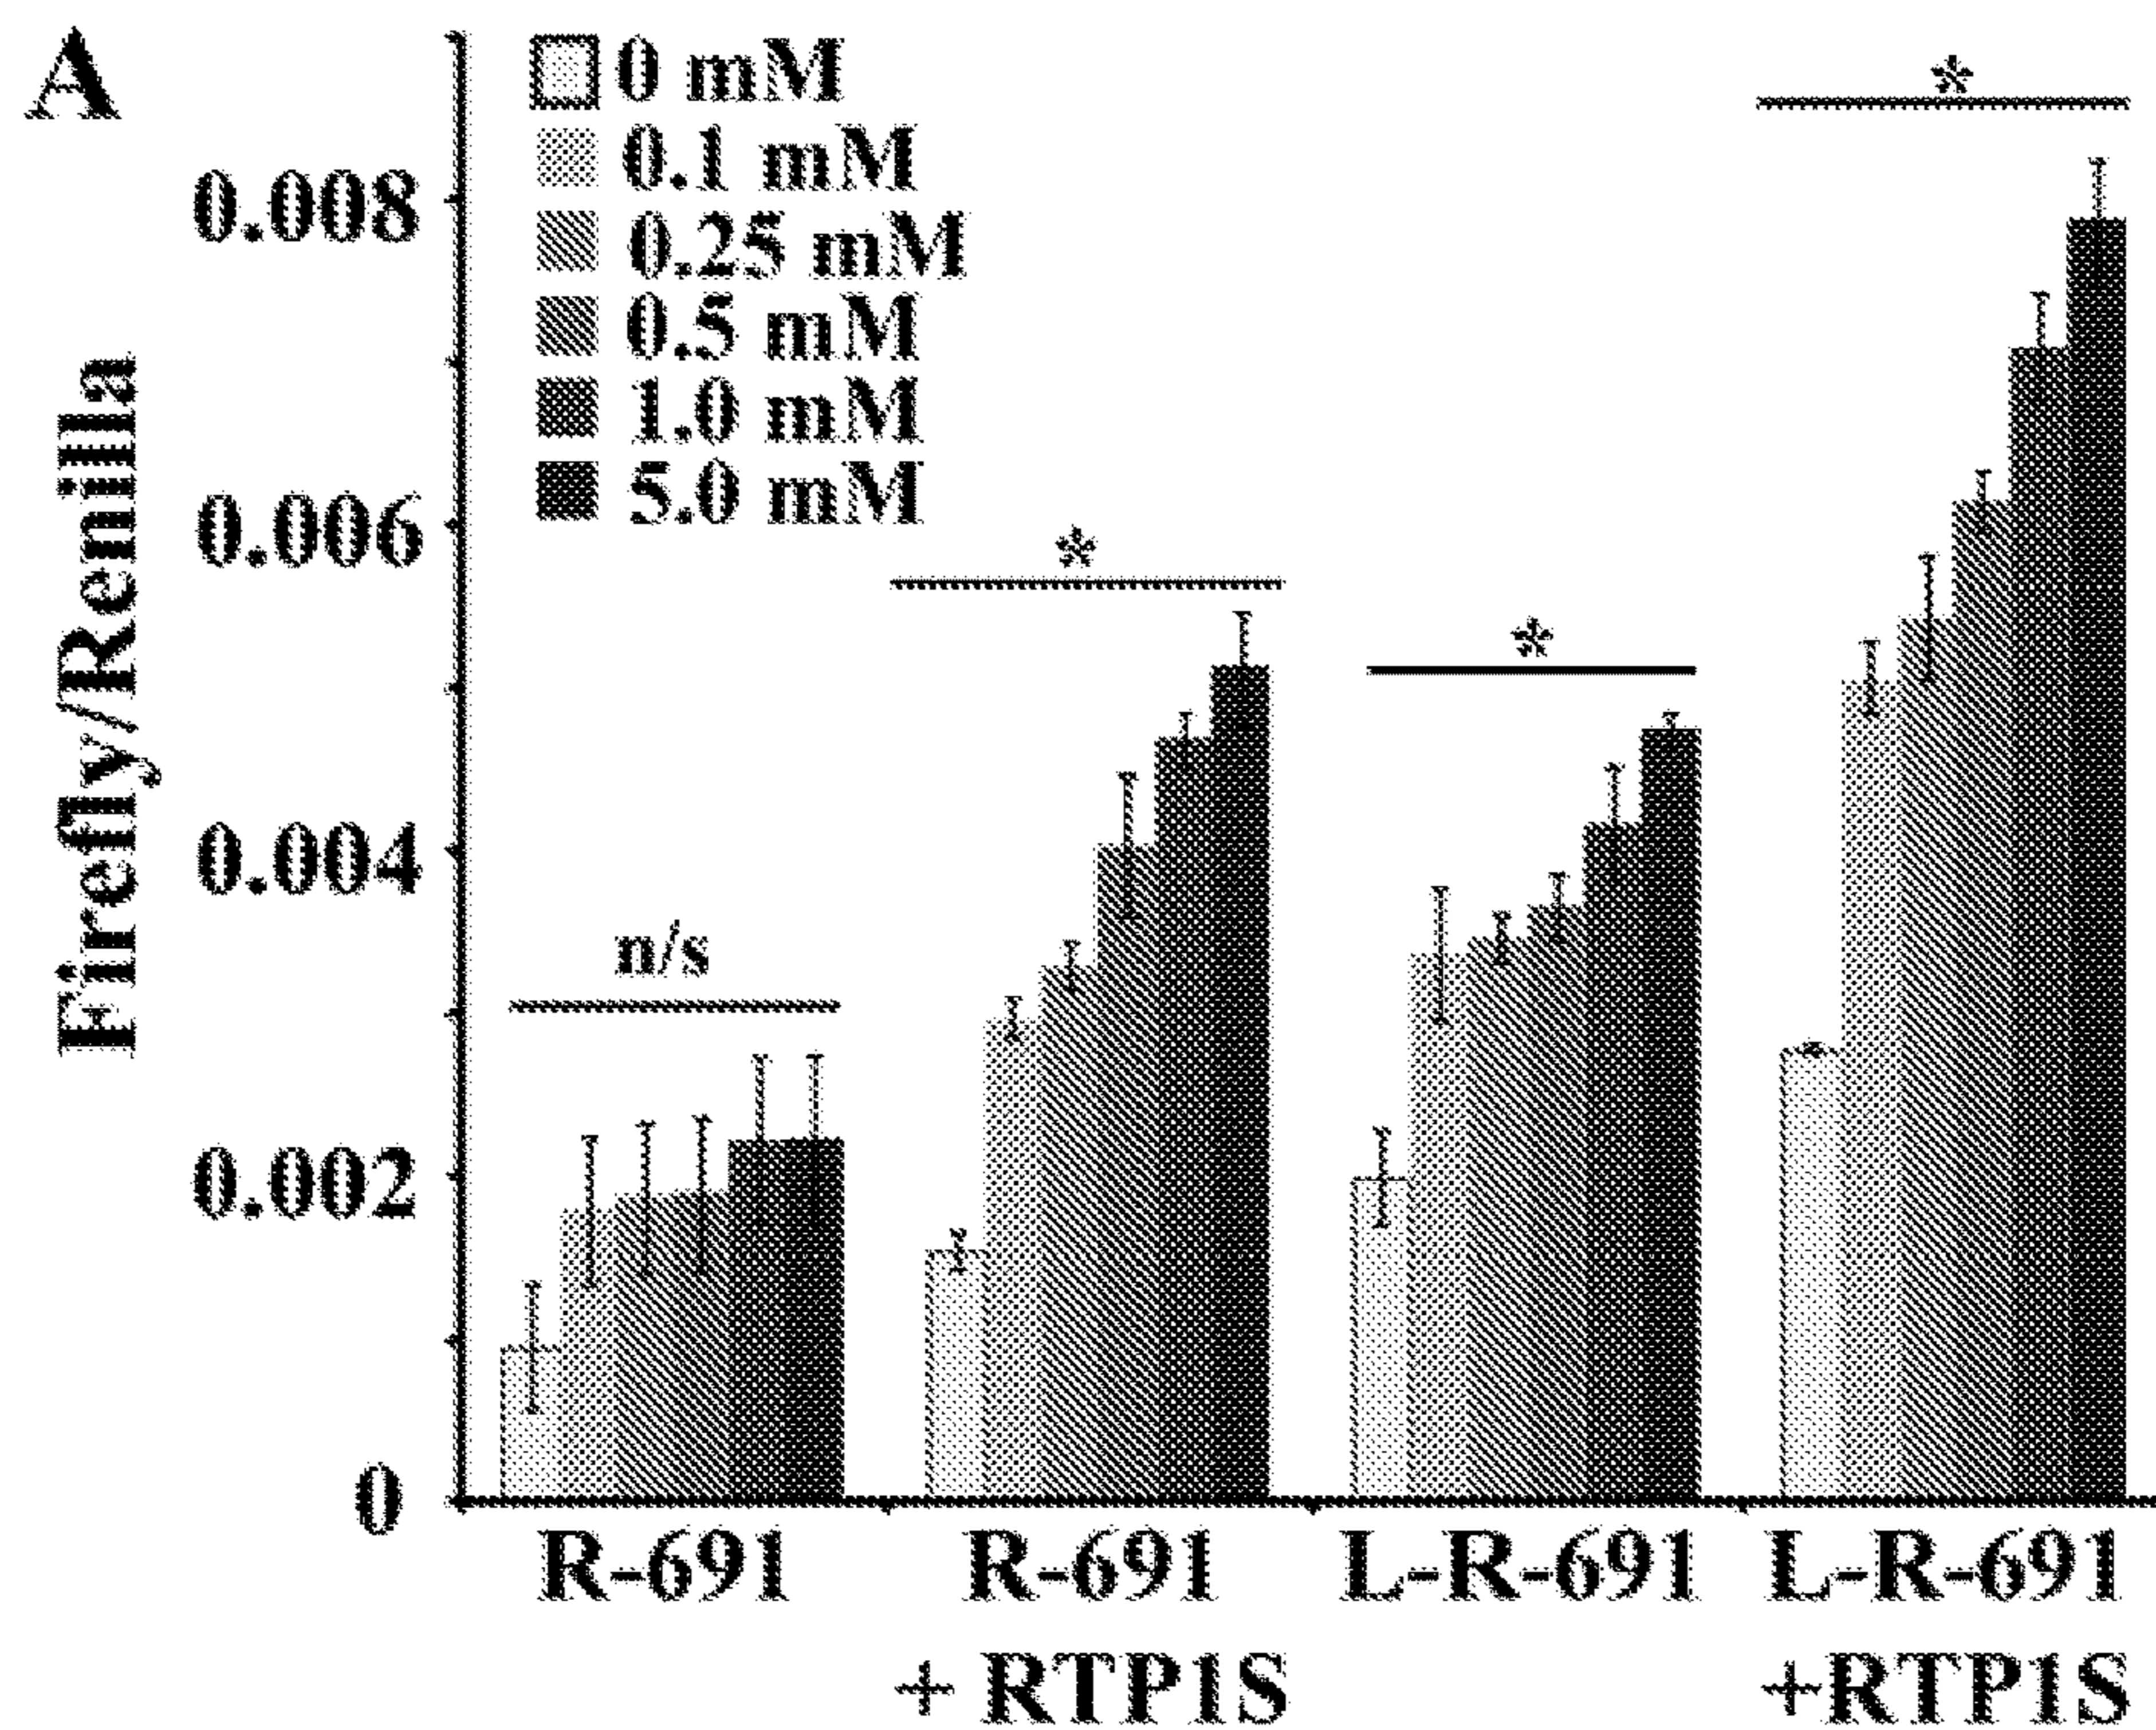 A
0 mM
0.1 mM
0.25 mM
0.5 mM
1.0 mM
5.0 mM
Firefly/Renilla
0.008
0.006
0.004
0.002
0
n/s
*
*
*
R-691
R-691
+ RTP1S
L-R-691
L-R-691
+RTP1S